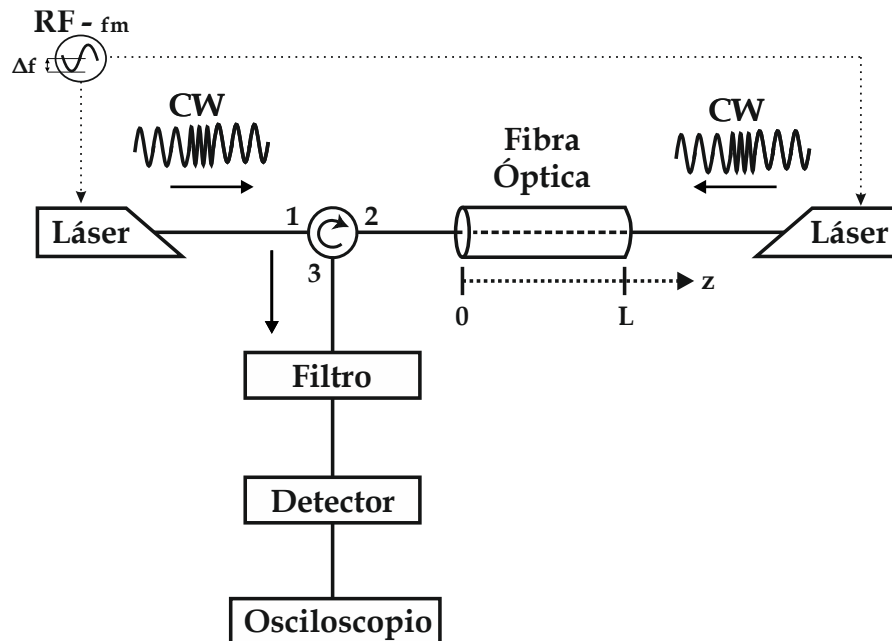 RF - fm
Δf
CW
CW
Fibra
Óptica
Láser
1
2
3
Láser
0
L
z
Filtro
Detector
Osciloscopio